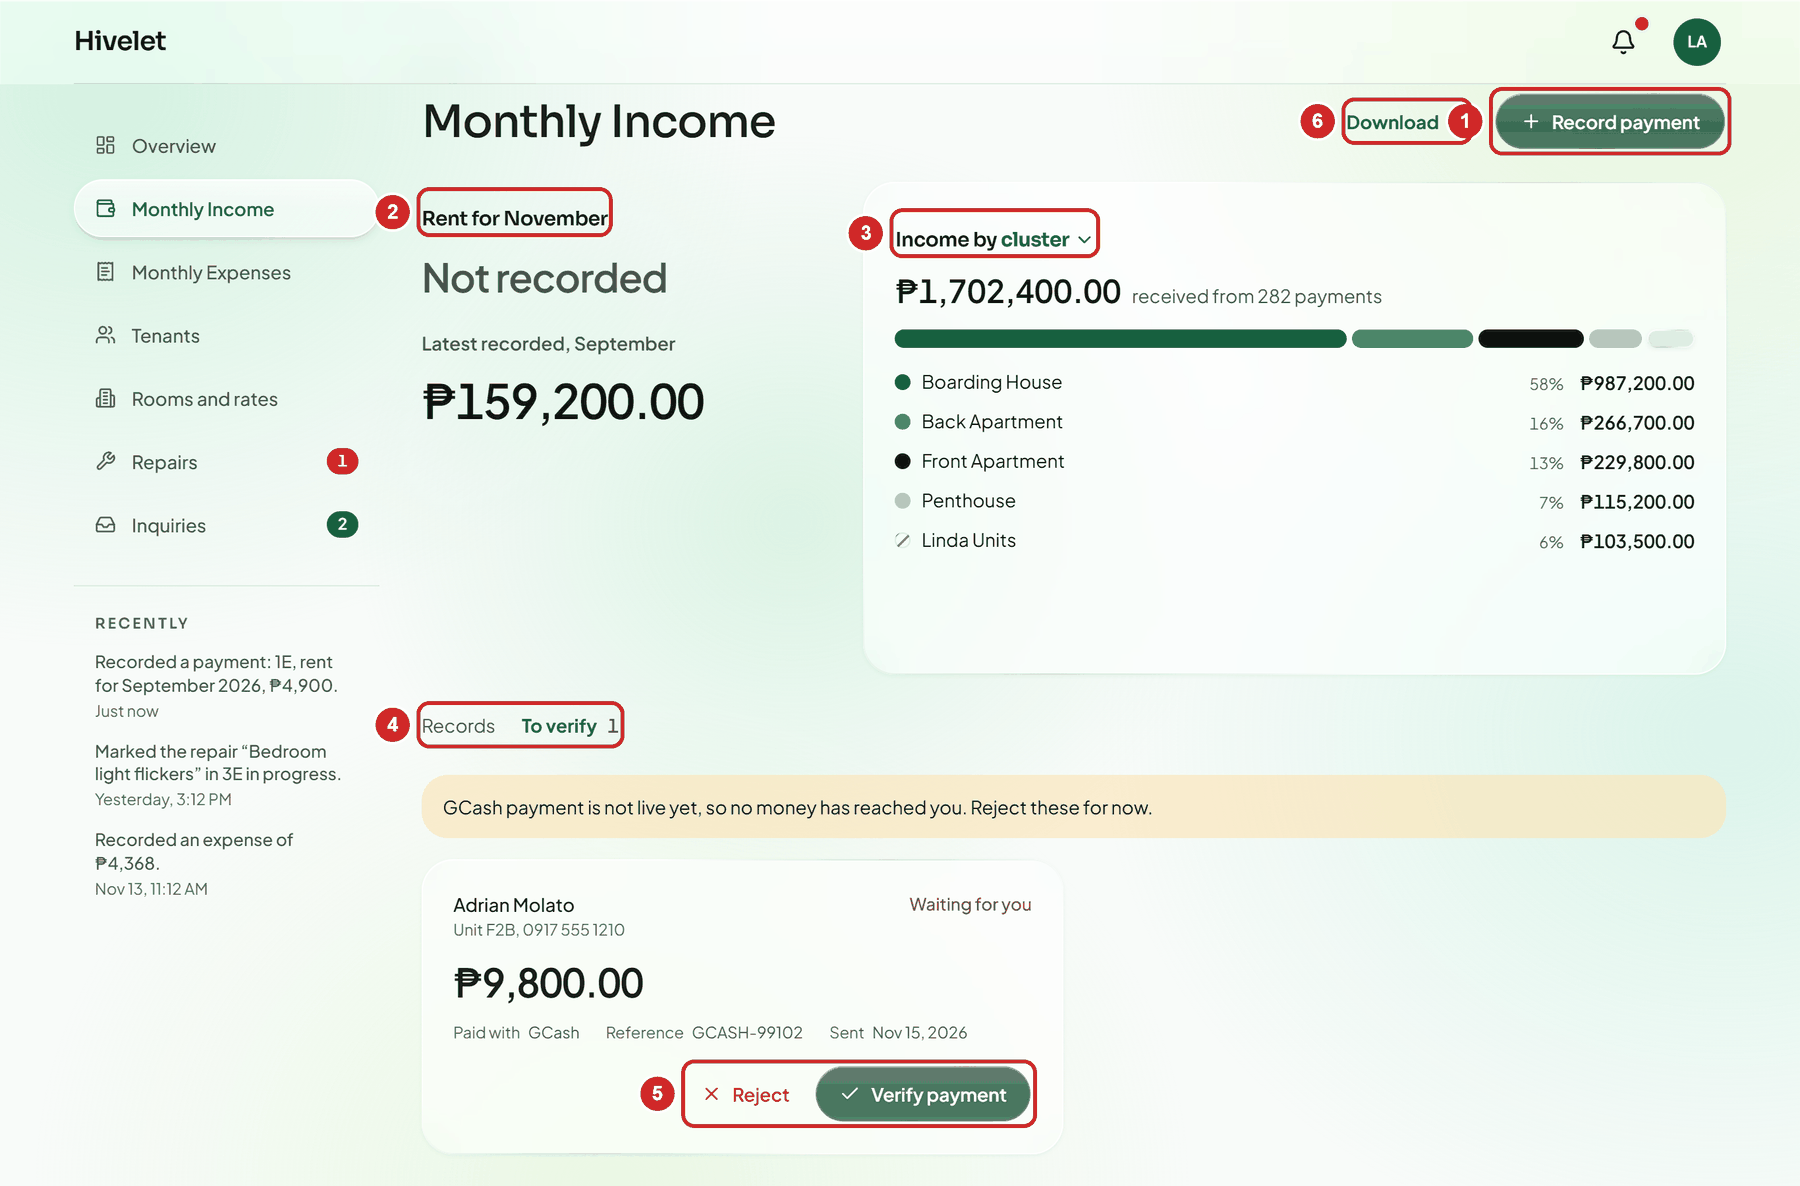 Hivelet
LA
Overview
Monthly Income
Monthly Expenses
Tenants
Rooms and rates
Repairs 1
Inquiries 2
RECENTLY
Recorded a payment: 1E, rent
for September 2026, ₱4,900.
Just now
Marked the repair “Bedroom
light flickers” in 3E in progress.
Yesterday, 3:12 PM
Recorded an expense of
₱4,368.
Nov 13, 11:12 AM
Monthly Income
6 Download 1 + Record payment
2 Rent for November
Not recorded
Latest recorded, September
₱159,200.00
3 Income by cluster
₱1,702,400.00 received from 282 payments
Boarding House 58% ₱987,200.00
Back Apartment 16% ₱266,700.00
Front Apartment 13% ₱229,800.00
Penthouse 7% ₱115,200.00
Linda Units 6% ₱103,500.00
4 Records To verify 1
GCash payment is not live yet, so no money has reached you. Reject these for now.
Adrian Molato Waiting for you
Unit F2B, 0917 555 1210
₱9,800.00
Paid with GCash Reference GCASH-99102 Sent Nov 15, 2026
5 Reject Verify payment